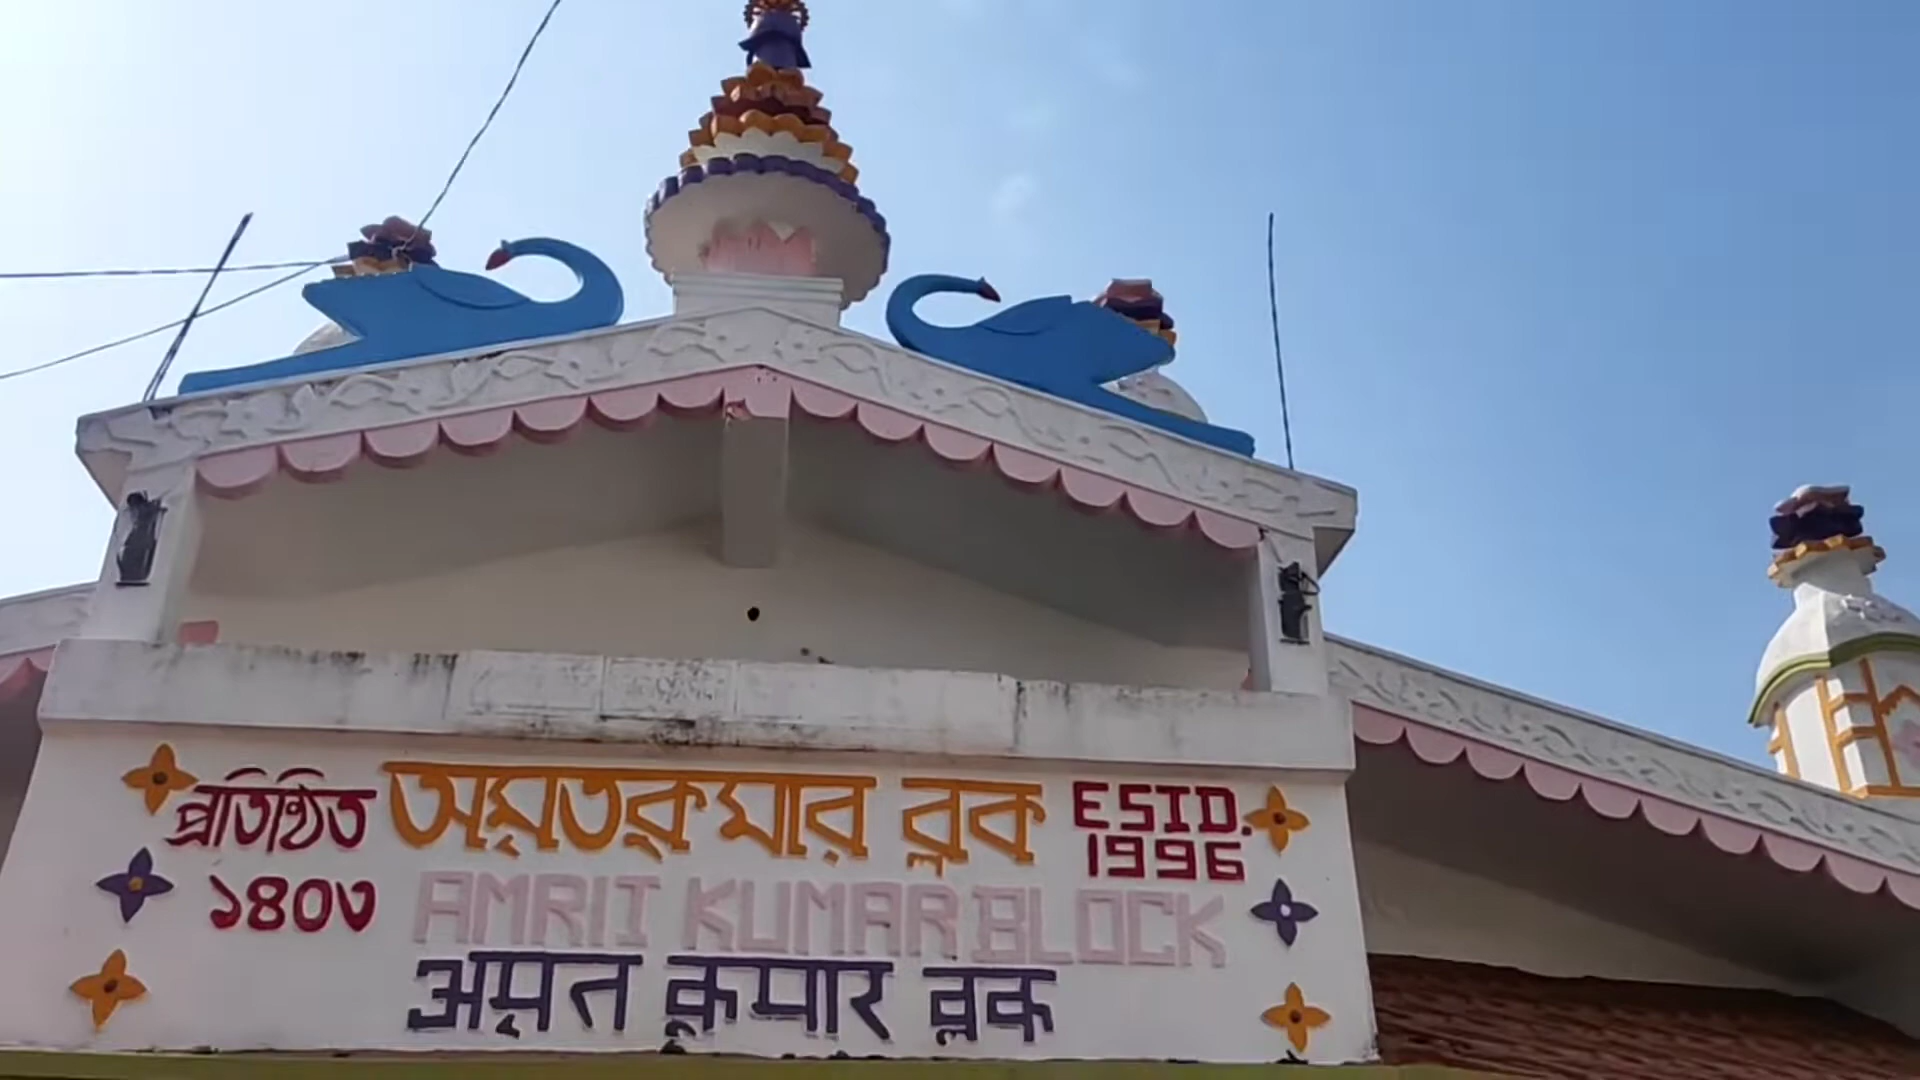 প্রতিষ্ঠিত
১৪০৩
অমৃতকুমার ব্লক
AMRIT KUMAR BLOCK
अमृत कुमार ब्लक
ESTD.
1996